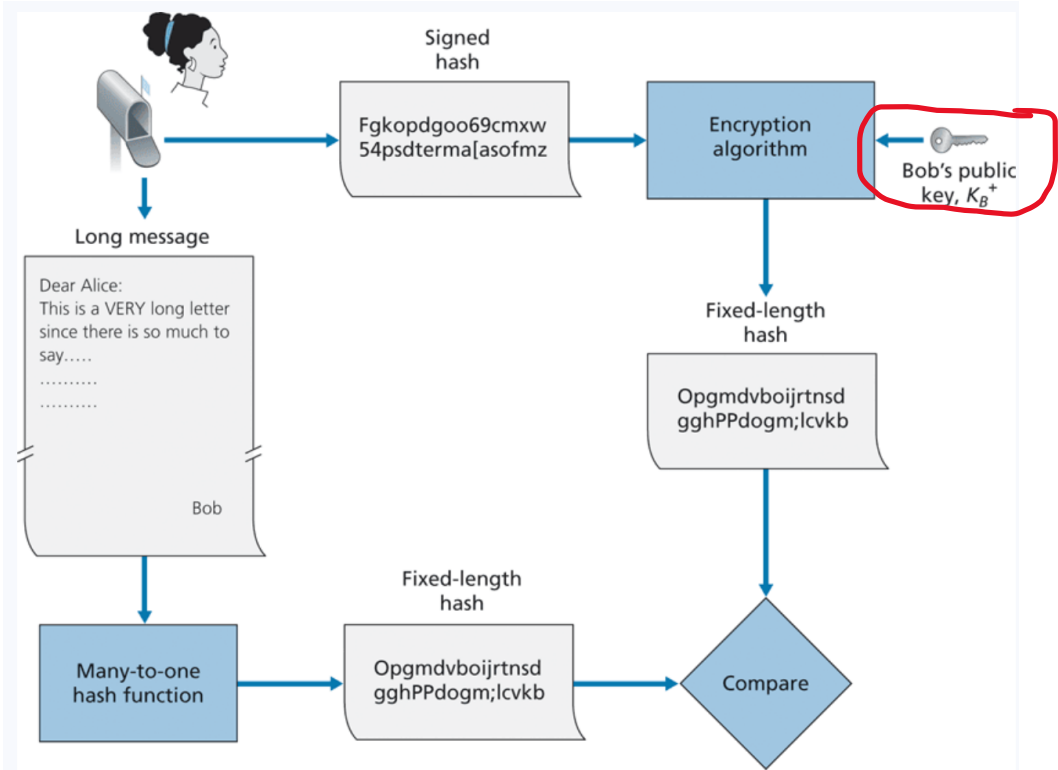 Signed
hash
Fgkopdgoo69cmxw
54psdterma[asofmz
Encryption
algorithm
Bob's public
key, K_B^+
Long message
Dear Alice:
This is a VERY long letter
since there is so much to
say.....
..........
..........
Bob
Fixed-length
hash
Opgmdvboijrtnsd
gghPPdogm;lcvkb
Many-to-one
hash function
Fixed-length
hash
Opgmdvboijrtnsd
gghPPdogm;lcvkb
Compare